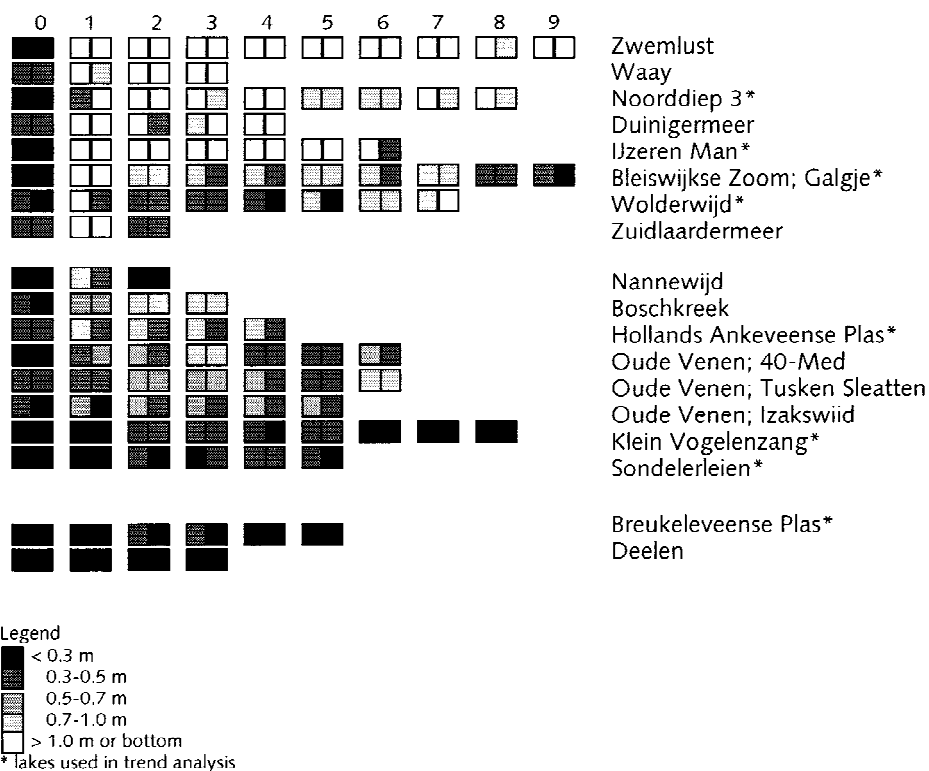 0 1 2 3 4 5 6 7 8 9
Zwemlust
Waay
Noorddiep 3*
Duinigermeer
IJzeren Man*
Bleiswijkse Zoom; Galgje*
Wolderwijd*
Zuidlaardermeer
Nannewijd
Boschkreek
Hollands Ankeveense Plas*
Oude Venen; 40-Med
Oude Venen; Tusken Sleatten
Oude Venen; Izakswiid
Klein Vogelenzang*
Sondelerleien*
Breukeleveense Plas*
Deelen
Legend
< 0.3 m
0.3-0.5 m
0.5-0.7 m
0.7-1.0 m
> 1.0 m or bottom
* lakes used in trend analysis